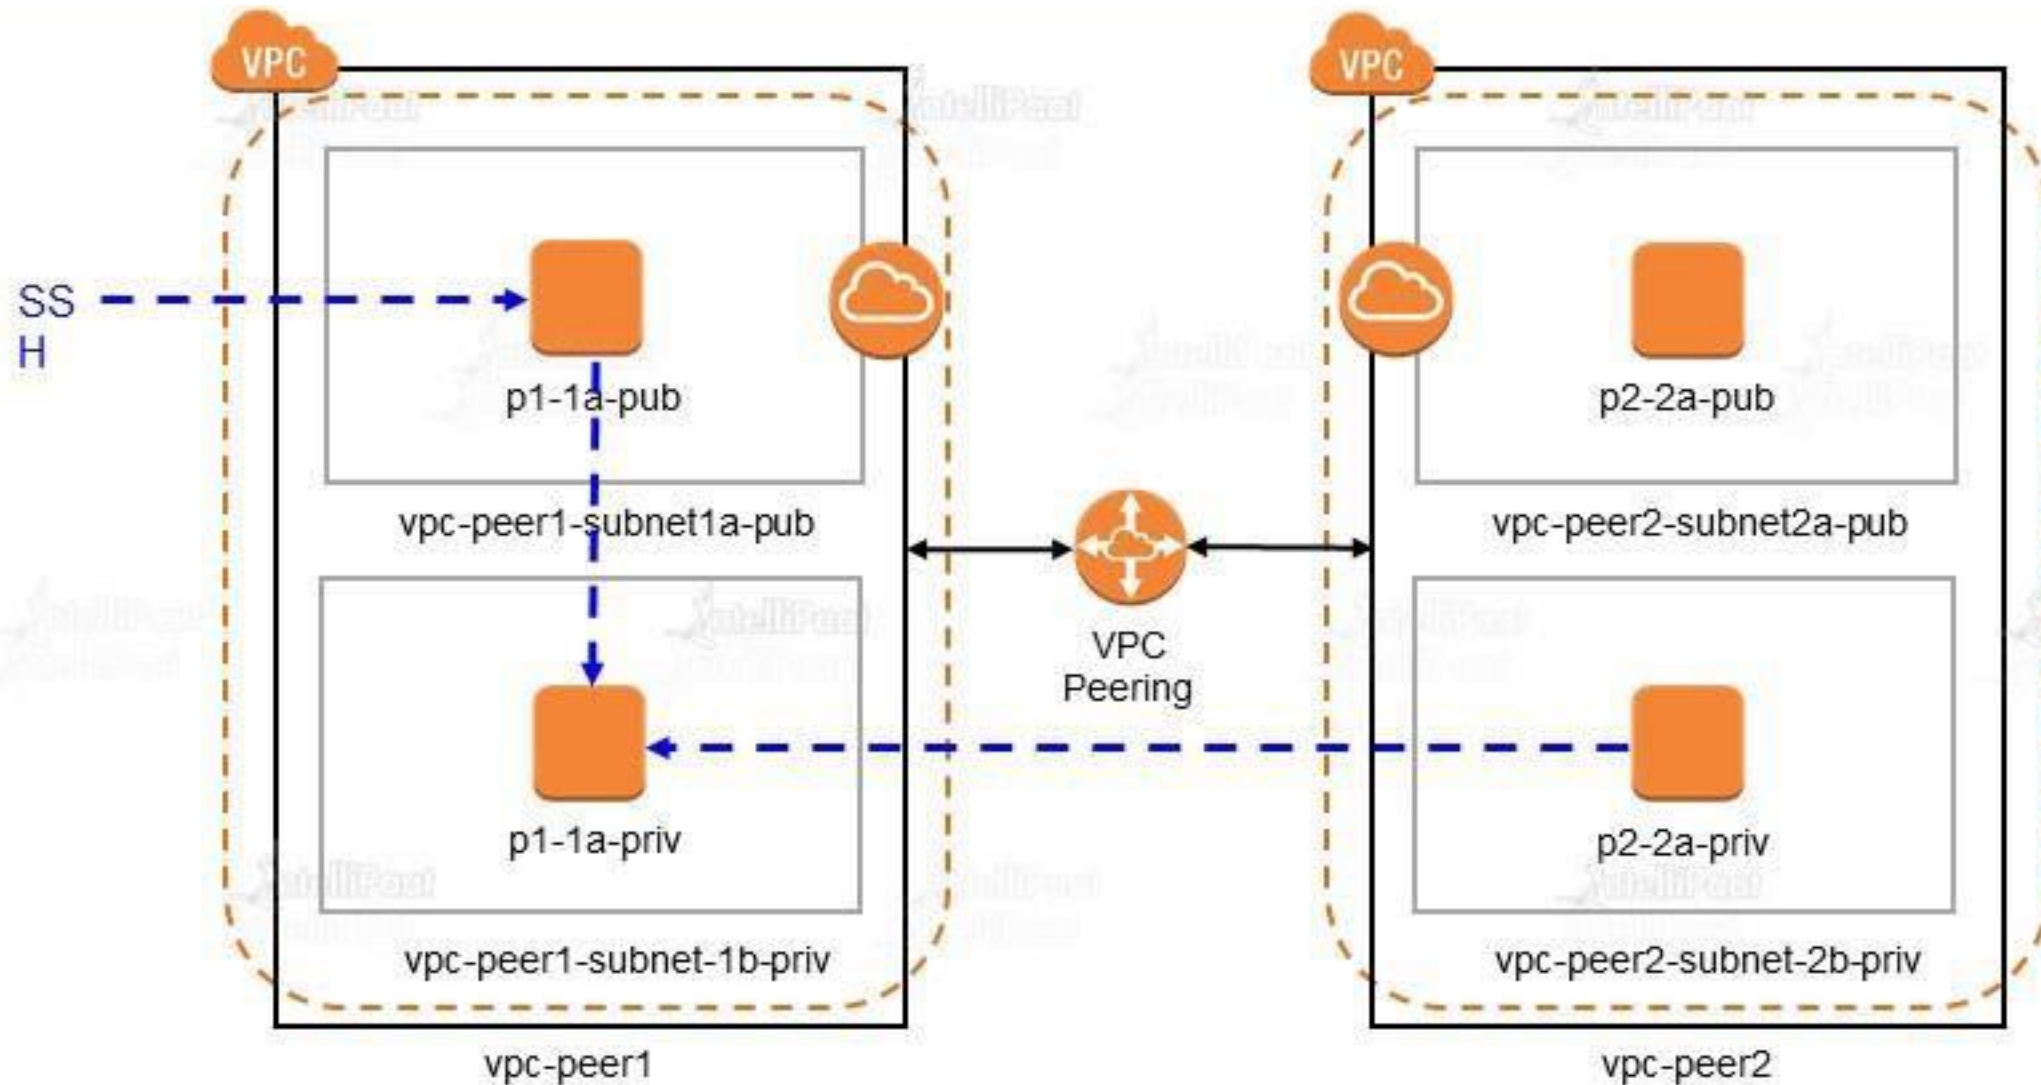 VPC
VPC
SS
H
p1-1a-pub
p2-2a-pub
vpc-peer1-subnet1a-pub
vpc-peer2-subnet2a-pub
VPC
Peering
p1-1a-priv
p2-2a-priv
vpc-peer1-subnet-1b-priv
vpc-peer2-subnet-2b-priv
vpc-peer1
vpc-peer2